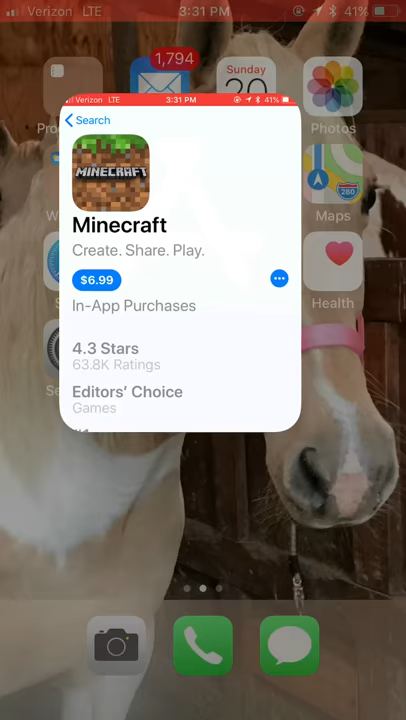 Verizon LTE 3:31 PM 41%
1,794
Sunday
20
Photos
Maps
280
Health
Verizon LTE 3:31 PM 41%
Search
MINECRAFT
Minecraft
Create. Share. Play.
$6.99
In-App Purchases
4.3 Stars
63.8K Ratings
Editors’ Choice
Games